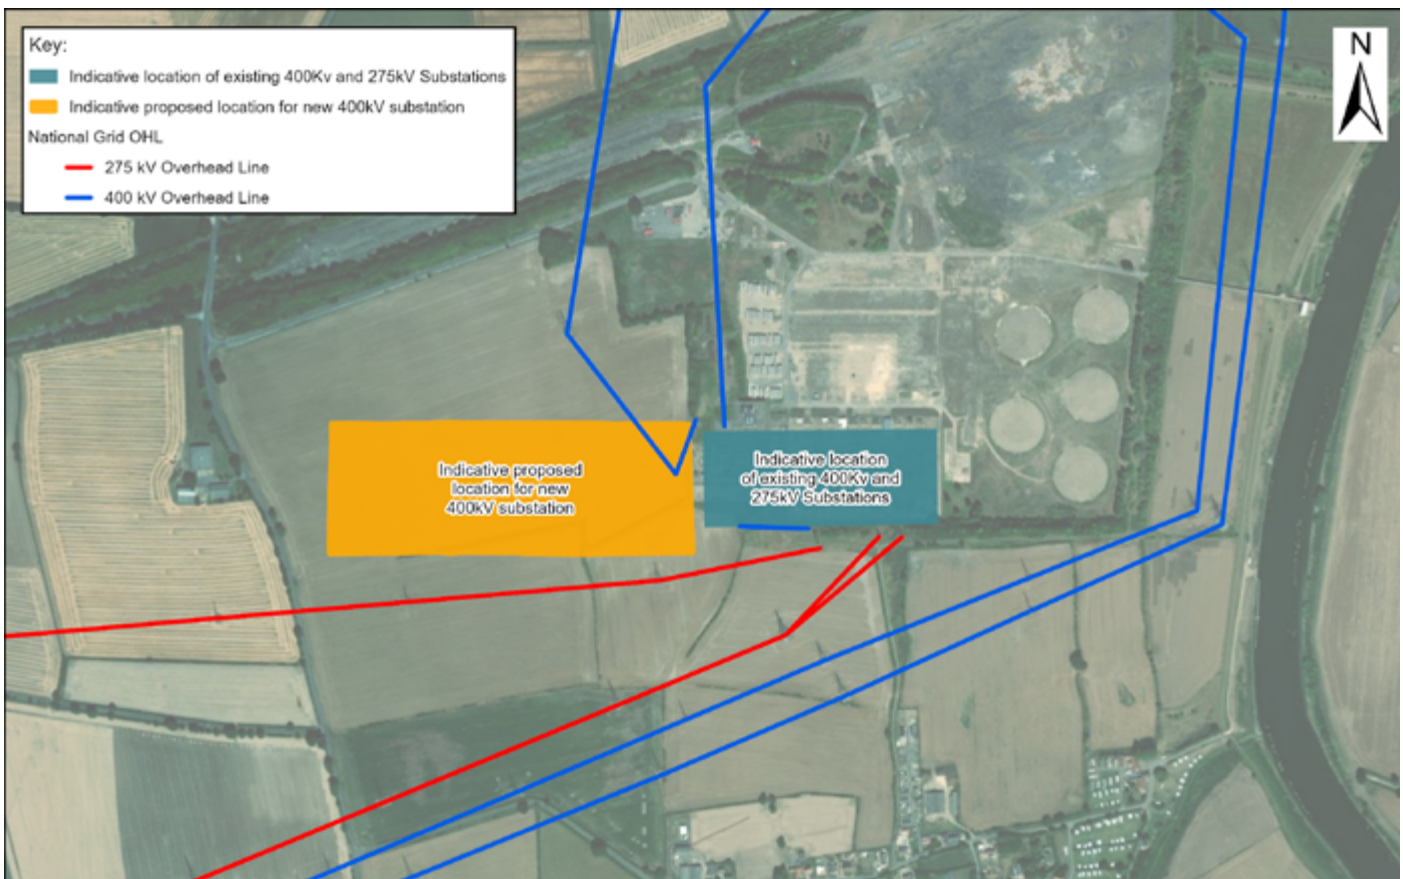 Key:
Indicative location of existing 400Kv and 275kV Substations
Indicative proposed location for new 400kV substation
National Grid OHL
275 kV Overhead Line
400 kV Overhead Line
N
Indicative proposed
location for new
400kV substation
Indicative location
of existing 400Kv and
275kV Substations